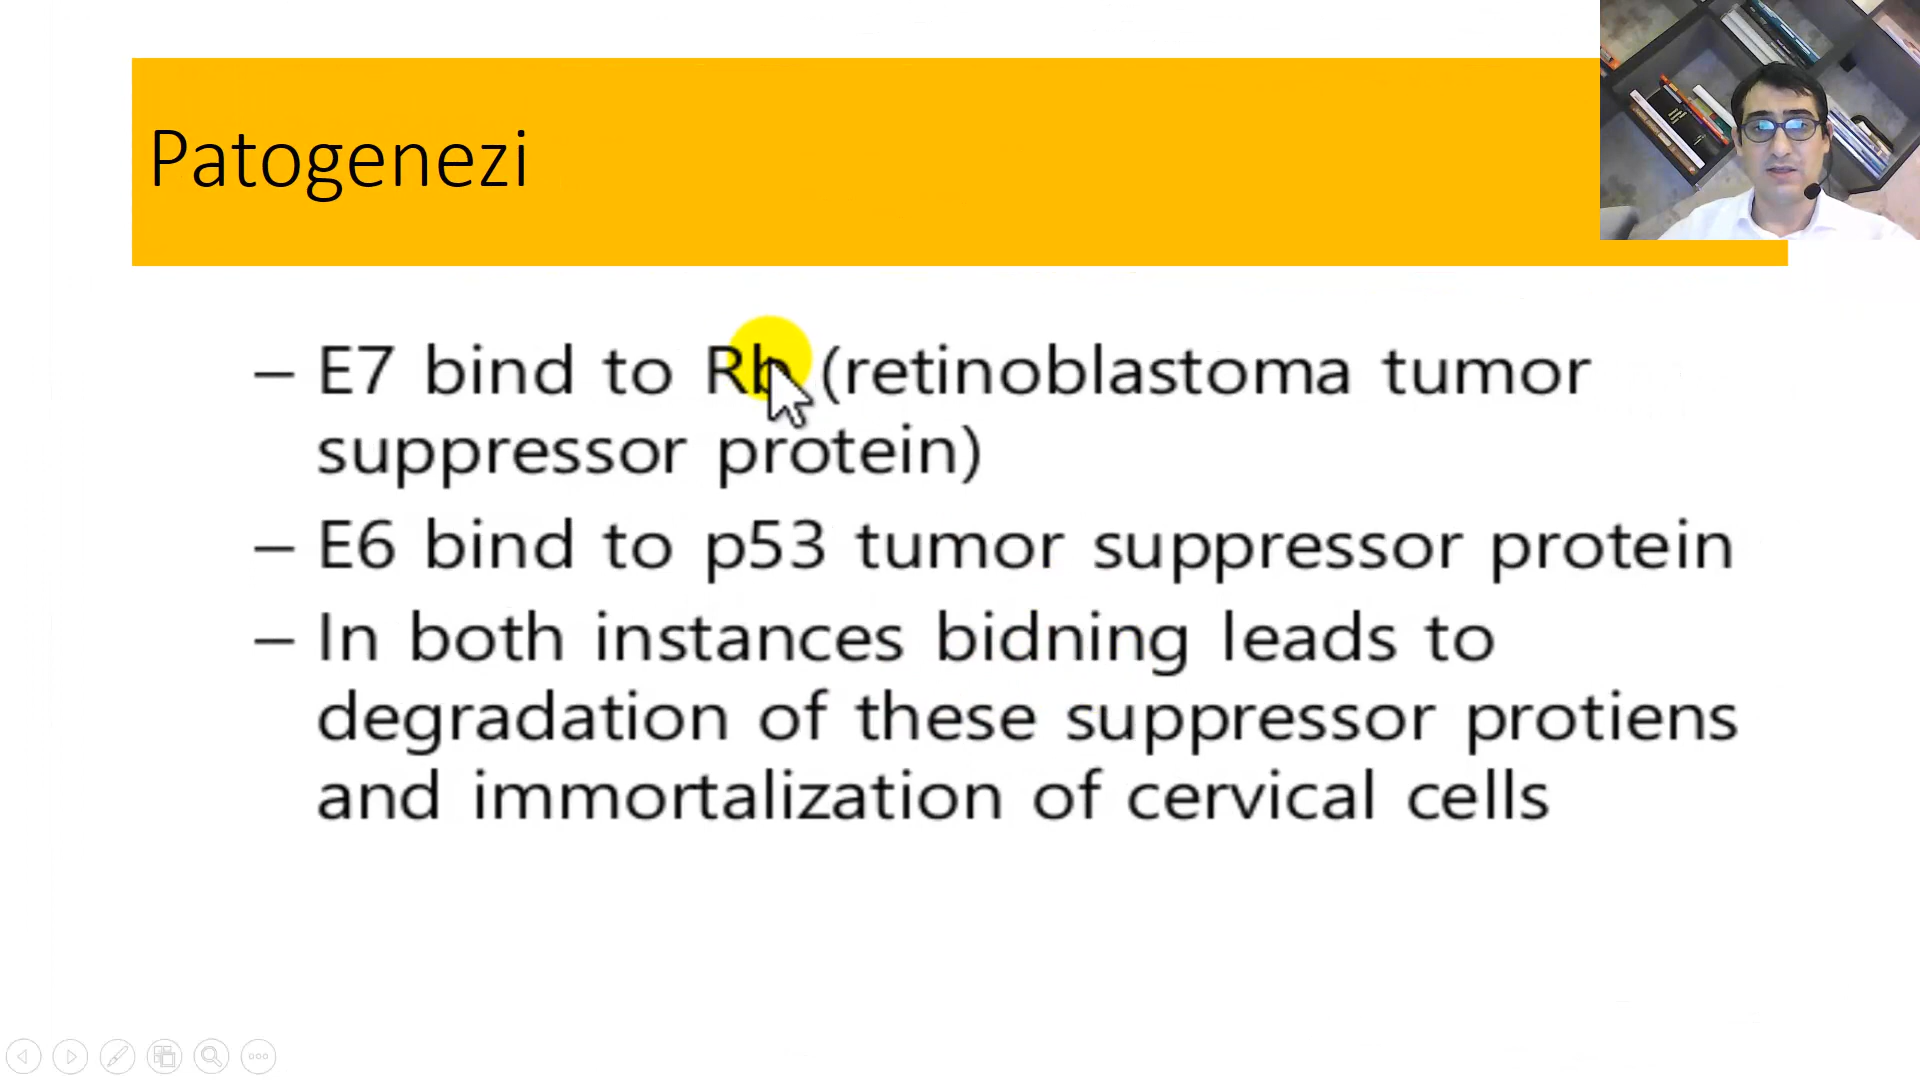 Patogenezi
– E7 bind to Rb (retinoblastoma tumor
suppressor protein)
– E6 bind to p53 tumor suppressor protein
– In both instances bidning leads to
degradation of these suppressor protiens
and immortalization of cervical cells